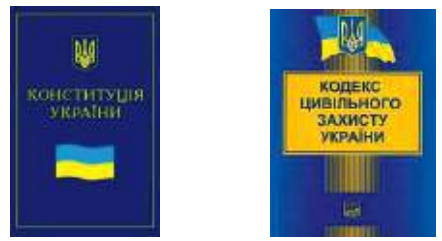 КОНСТИТУЦІЯ
УКРАЇНИ
КОДЕКС
ЦИВІЛЬНОГО
ЗАХИСТУ
УКРАЇНИ